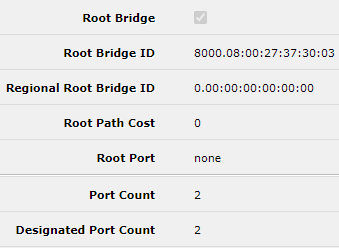 Root Bridge
Root Bridge ID 8000.08:00:27:37:30:03
Regional Root Bridge ID 0.00:00:00:00:00:00
Root Path Cost 0
Root Port none
Port Count 2
Designated Port Count 2